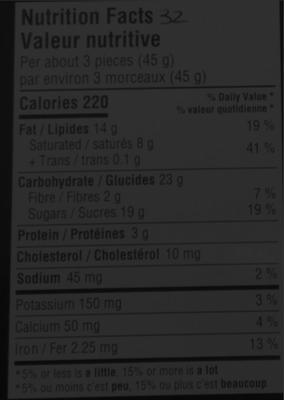 Nutrition Facts 32
Valeur nutritive
Per about 3 pieces (45 g)
par environ 3 morceaux (45 g)
Calories 220
% Daily Value *
% valeur quotidienne *
Fat / Lipides 14 g 19 %
Saturated / saturés 8 g
+ Trans / trans 0.1 g 41 %
Carbohydrate / Glucides 23 g
Fibre / Fibres 2 g 7 %
Sugars / Sucres 19 g 19 %
Protein / Protéines 3 g
Cholesterol / Cholestérol 10 mg
Sodium 45 mg 2 %
Potassium 150 mg 3 %
Calcium 50 mg 4 %
Iron / Fer 2.25 mg 13 %
*5% or less is a little, 15% or more is a lot
*5% ou moins c'est peu, 15% ou plus c'est beaucoup